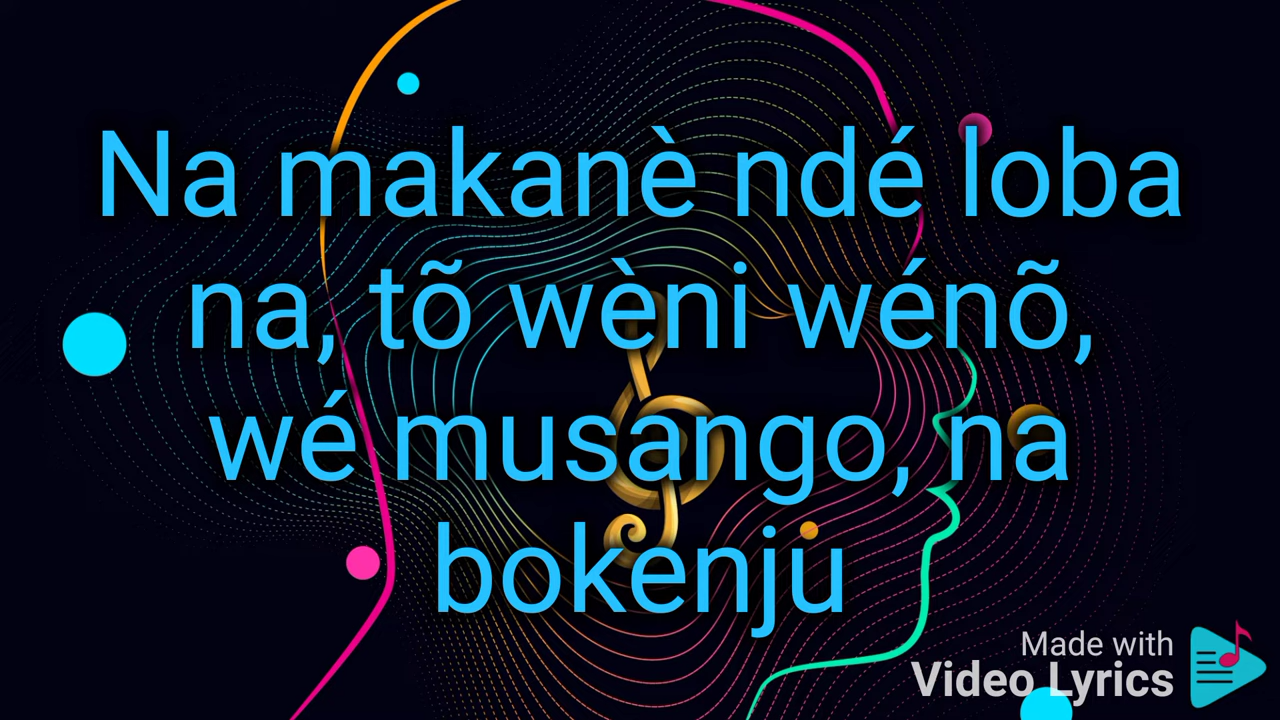 Na makanè ndé loba
na, tõ wèni wénõ,
wé musango, na
bokenju
Made with
Video Lyrics